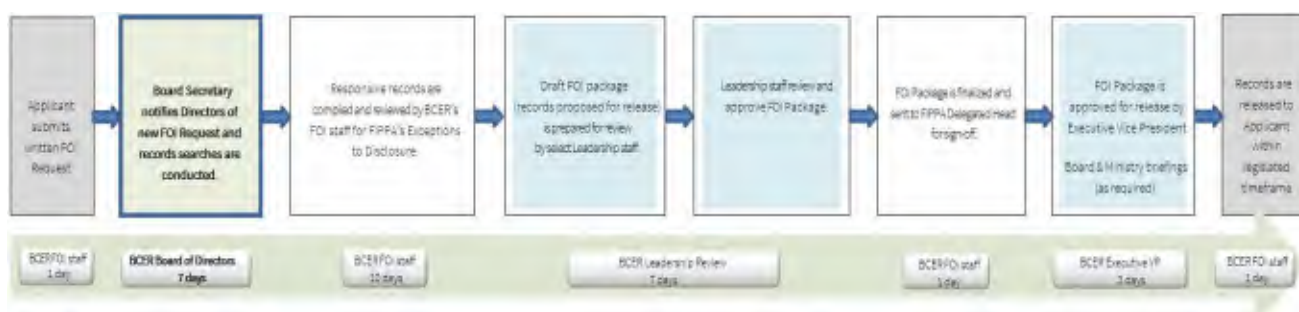 Applicant
submits
written FOI
Request
Board Secretary
notifies Directors of
new FOI Request and
records searches are
conducted.
Responsive records are
compiled and reviewed by BCER's
FOI staff for FIPPA's Exceptions
to Disclosure.
Draft FOI package
(records proposed for release)
is prepared for review
by select Leadership staff.
Leadership staff review and
approve FOI Package.
FOI Package is finalized and
sent to FIPPA Delegated Head
for sign-off.
FOI Package is
approved for release by
Executive Vice President
Board & Ministry briefings
(as required)
Records are
released to
Applicant
within
legislated
timeframe
BCER FOI staff
1 day
BCER Board of Directors
7 days
BCER FOI staff
10 days
BCER Leadership Review
7 days
BCER FOI staff
1 day
BCER Executive VP
3 days
BCER FOI staff
1 day